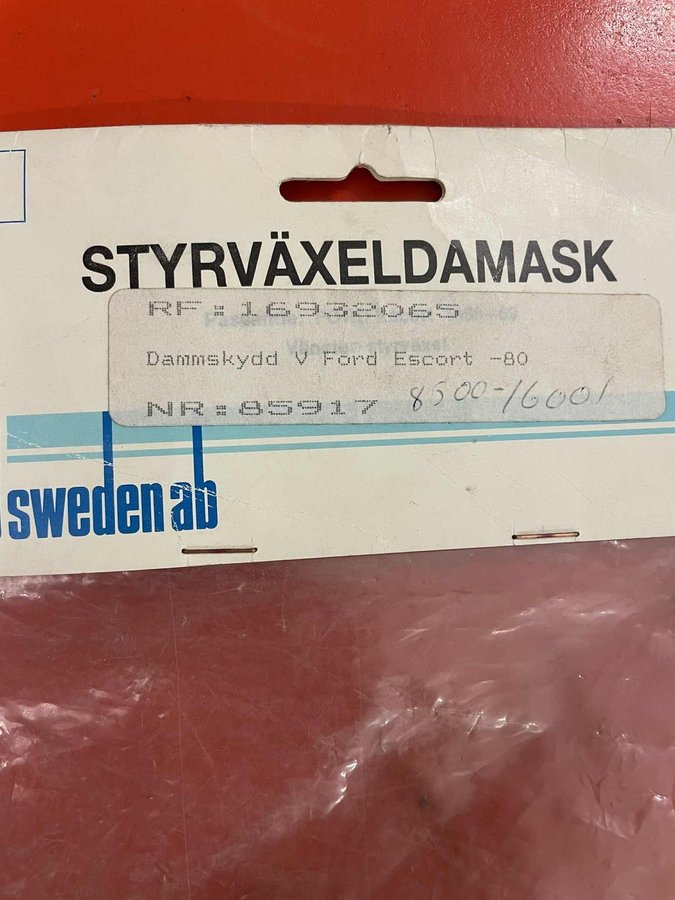 STYRVÄXELDAMASK
RF:16932065
Dammskydd V Ford Escort -80
NR:85917 8500-16001
sweden ab